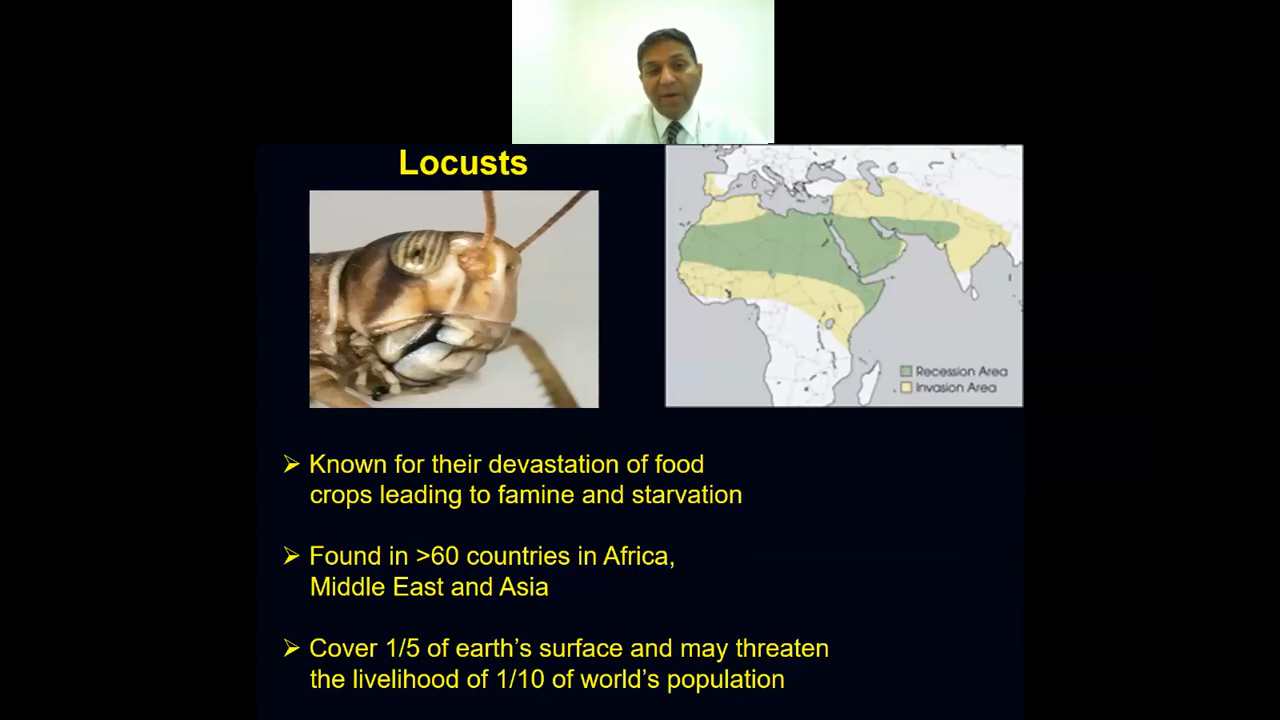 Locusts
Recession Area
Invasion Area
➢ Known for their devastation of food
crops leading to famine and starvation
➢ Found in >60 countries in Africa,
Middle East and Asia
➢ Cover 1/5 of earth's surface and may threaten
the livelihood of 1/10 of world's population